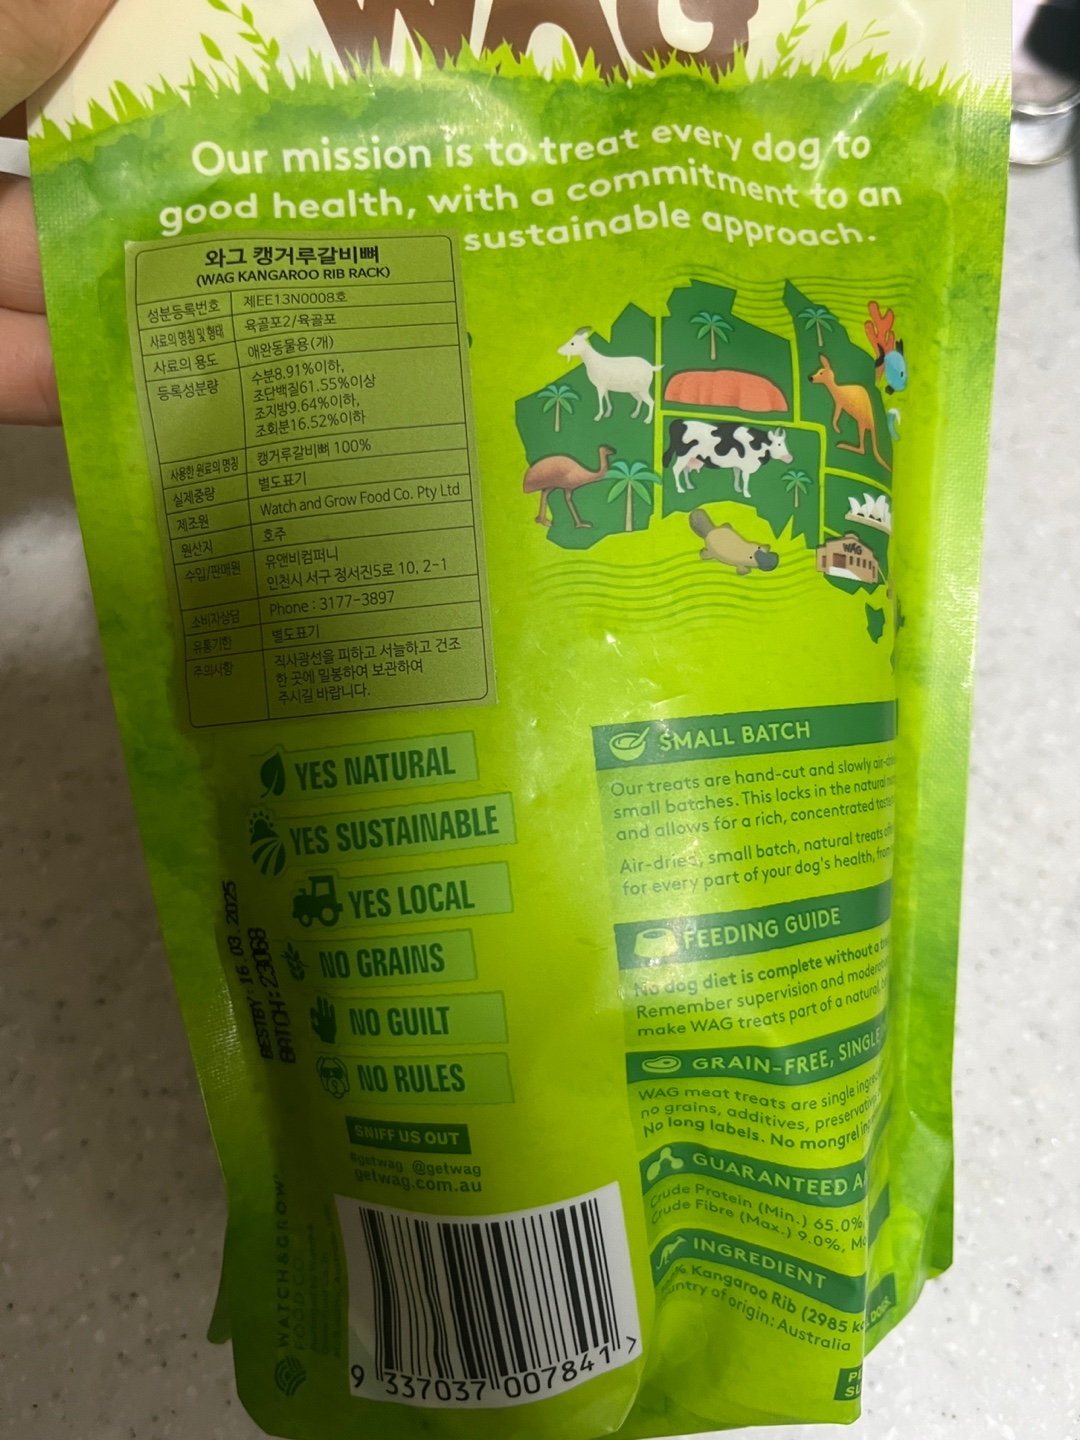 WAG
Our mission is to treat every dog to
good health, with a commitment to an
sustainable approach.
와그 캥거루갈비뼈
(WAG KANGAROO RIB RACK)
성분등록번호 제EE13N0008호
사료의 명칭 및 형태 육골포2/육골포
사료의 용도 애완동물용(개)
등록성분량 수분8.91%이하,
조단백질61.55%이상
조지방9.64%이하,
조회분16.52%이하
사용한 원료의 명칭 캥거루갈비뼈 100%
실제중량 별도표기
제조원 Watch and Grow Food Co. Pty Ltd
원산지 호주
수입/판매원 유앤비컴퍼니
인천시 서구 정서진5로 10, 2-1
소비자상담 Phone : 3177-3897
유통기한 별도표기
주의사항 직사광선을 피하고 서늘하고 건조
한 곳에 밀봉하여 보관하여
주시길 바랍니다.
WAG
YES NATURAL
YES SUSTAINABLE
YES LOCAL
NO GRAINS
NO GUILT
NO RULES
SNIFF US OUT
#getwag @getwag
getwag.com.au
BESTBY: 16.03.2025
BATCH: 23068
WATCH & GROW
FOOD CO
9 337037 007841 >
SMALL BATCH
Our treats are hand-cut and slowly
small batches. This locks in the natural
and allows for a rich, concentrated
Air-dried, small batch, natural treats
for every part of your dog's health,
FEEDING GUIDE
No dog diet is complete without a
Remember supervision and
make WAG treats part of a natural,
GRAIN-FREE, SINGLE
WAG meat treats are single
no grains, additives,
No long labels. No mongrel
GUARANTEED
Crude Protein (Min.) 65.0%,
Crude Fibre (Max.) 9.0%,
INGREDIENT
Kangaroo Rib (2985
of origin: Australia
DOGS